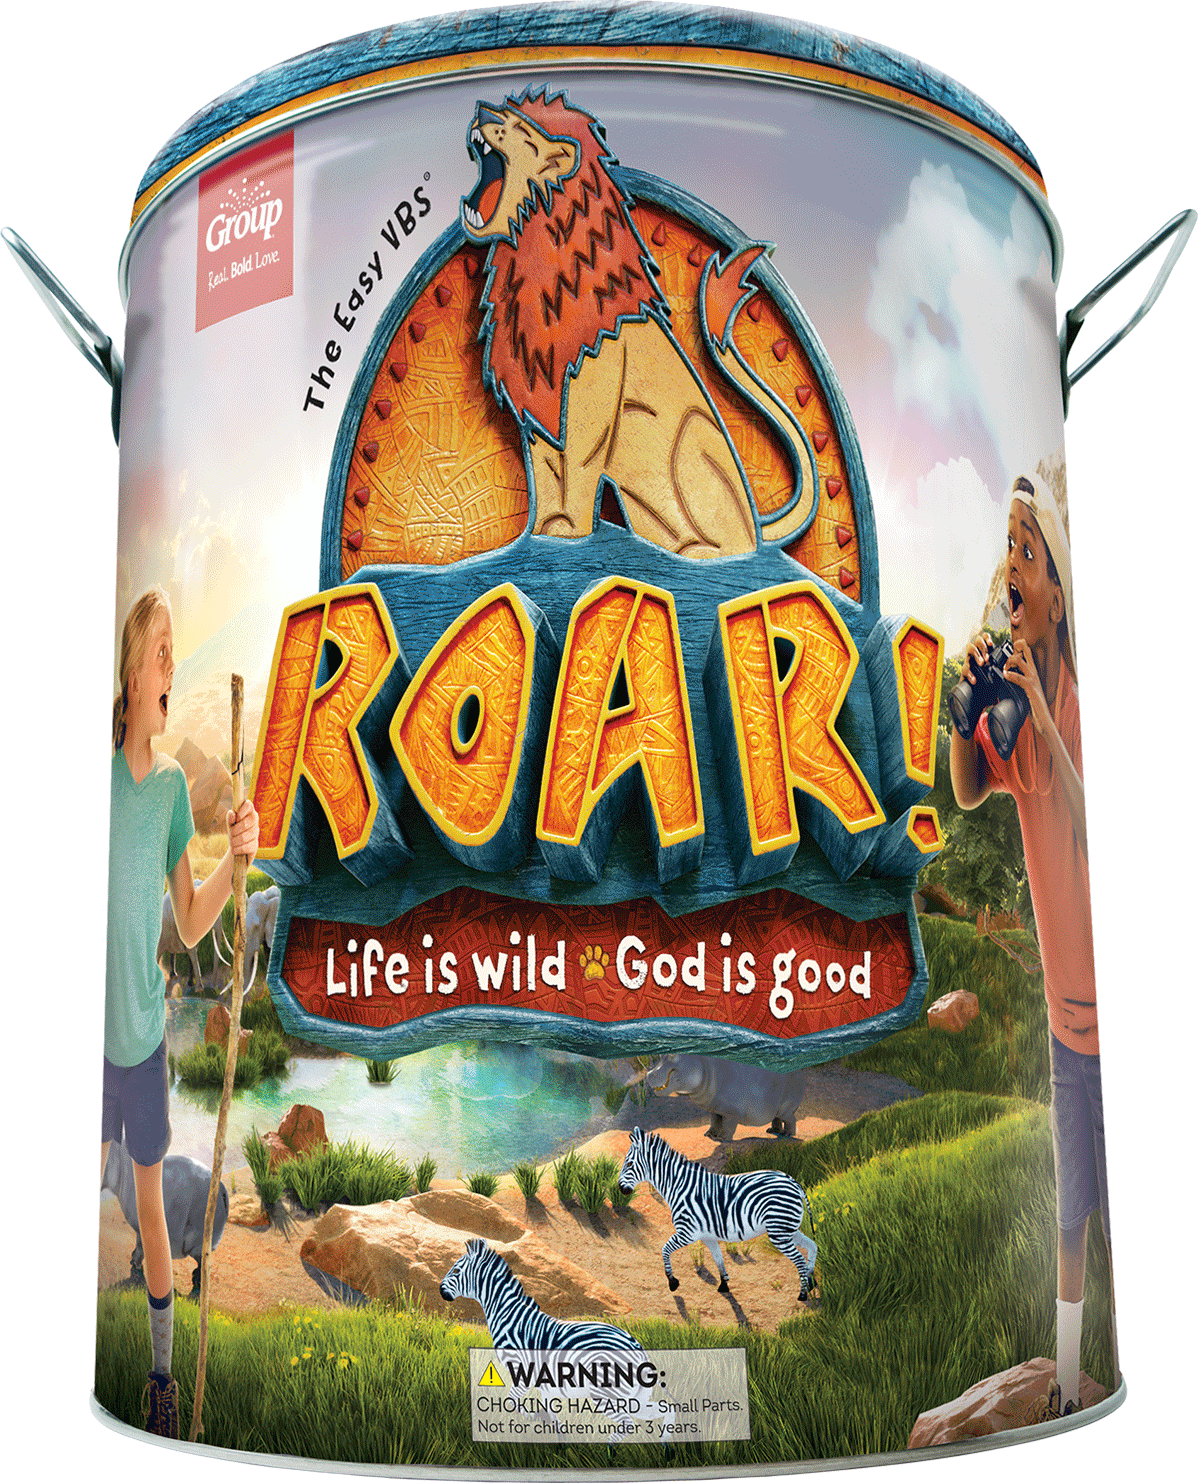 Group
Real. Bold. Love.
The Easy VBS®
ROAR!
Life is wild God is good
⚠ WARNING:
CHOKING HAZARD - Small Parts.
Not for children under 3 years.